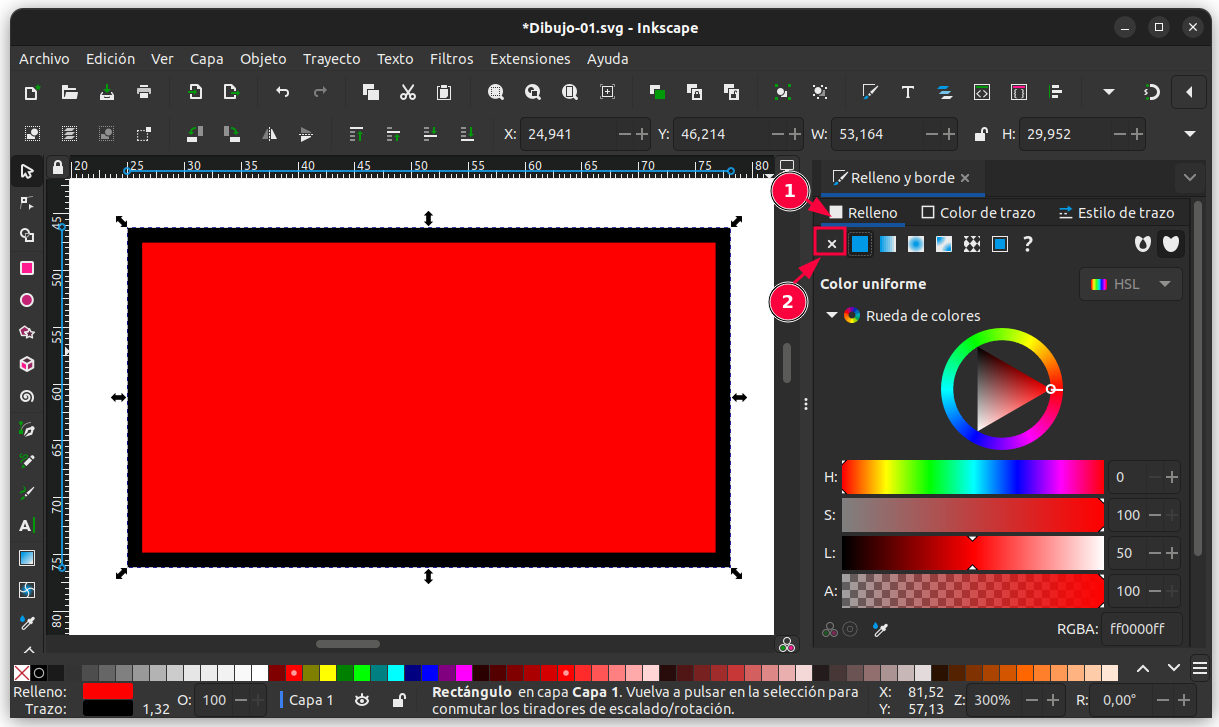 *Dibujo-01.svg - Inkscape
Archivo Edición Ver Capa Objeto Trayecto Texto Filtros Extensiones Ayuda
X: 24,941 Y: 46,214 W: 53,164 H: 29,952
20 25 30 35 40 45 50 55 60 65 70 75 80
45
50
55
60
65
70
75
80
1
Relleno y borde
Relleno Color de trazo Estilo de trazo
?
2
Color uniforme HSL
Rueda de colores
H: 0
S: 100
L: 50
A: 100
RGBA: ff0000ff
Relleno:
Trazo: 1,32 O: 100 Capa 1
Rectángulo en capa Capa 1. Vuelva a pulsar en la selección para
conmutar los tiradores de escalado/rotación.
X: 81,52
Y: 57,13
Z: 300% R: 0,00°